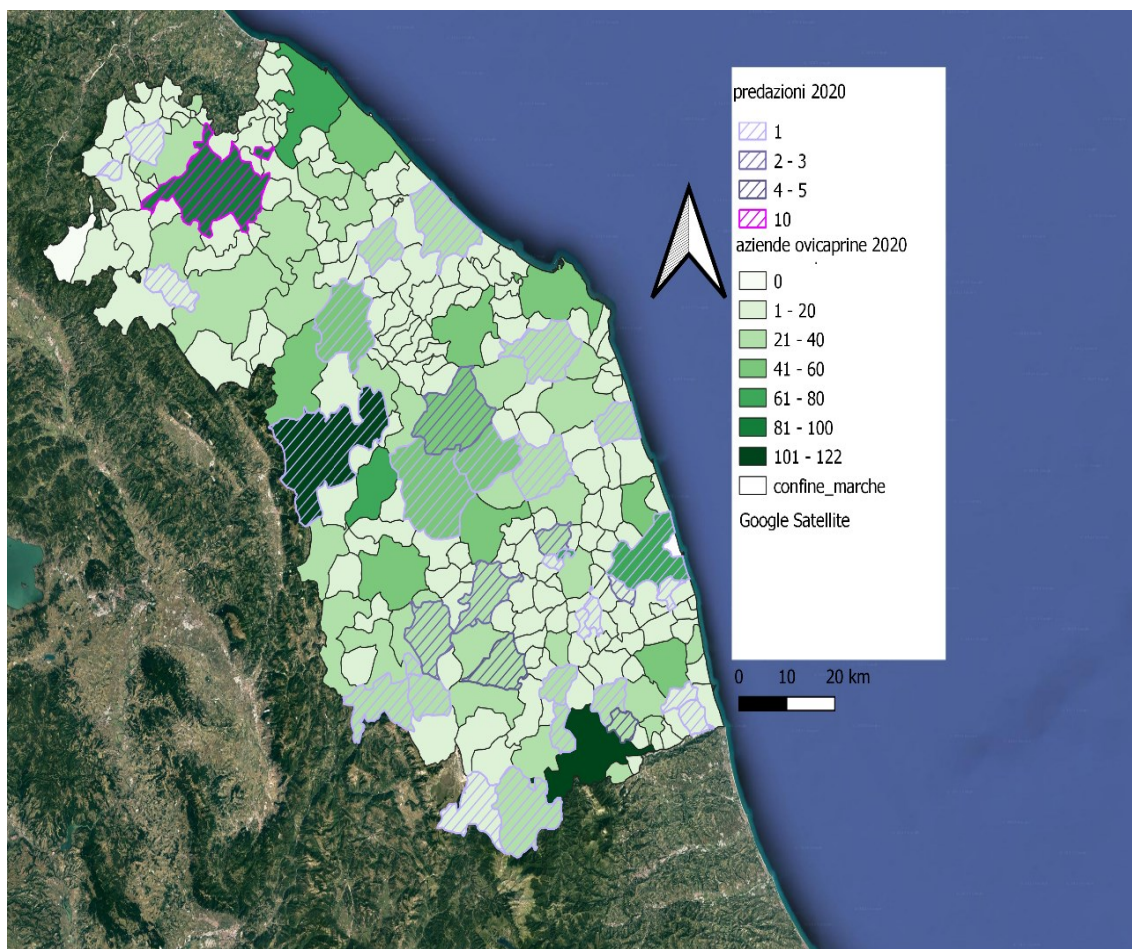 predazioni 2020
1
2 - 3
4 - 5
10
aziende ovicaprine 2020
0
1 - 20
21 - 40
41 - 60
61 - 80
81 - 100
101 - 122
confine_marche
Google Satellite
0 10 20 km